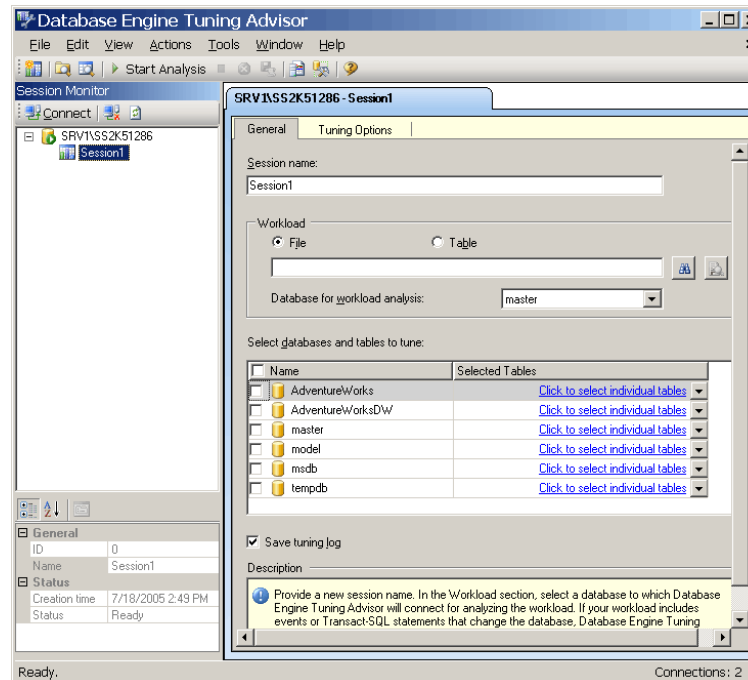 Database Engine Tuning Advisor
File Edit View Actions Tools Window Help
Start Analysis
Session Monitor
Connect
SRV1\SS2K51286
Session1
SRV1\SS2K51286 - Session1
General Tuning Options
Session name:
Session1
Workload
File Table
Database for workload analysis: master
Select databases and tables to tune:
Name Selected Tables
AdventureWorks Click to select individual tables
AdventureWorksDW Click to select individual tables
master Click to select individual tables
model Click to select individual tables
msdb Click to select individual tables
tempdb Click to select individual tables
Save tuning log
Description
Provide a new session name. In the Workload section, select a database to which Database
Engine Tuning Advisor will connect for analyzing the workload. If your workload includes
events or Transact-SQL statements that change the database, Database Engine Tuning
General
ID 0
Name Session1
Status
Creation time 7/18/2005 2:49 PM
Status Ready
Ready. Connections: 2